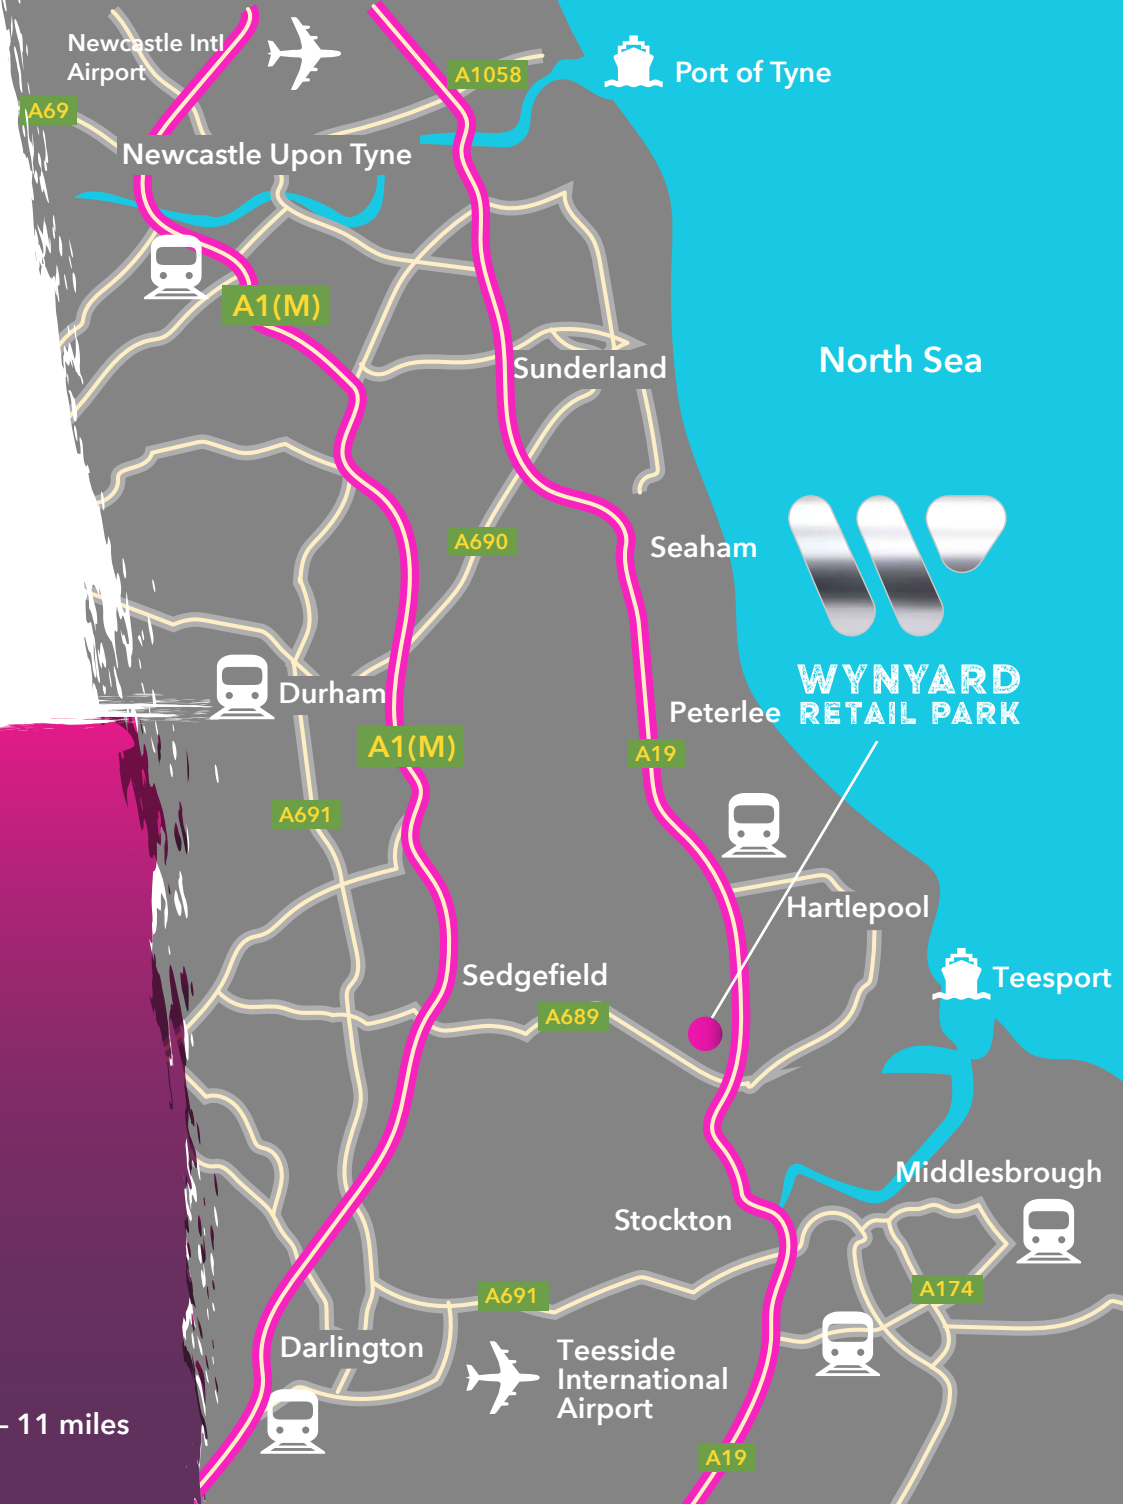 Newcastle Intl
Airport
A1058
Port of Tyne
A69
Newcastle Upon Tyne
A1(M)
Sunderland
North Sea
A690
Seaham
WYNYARD
RETAIL PARK
Durham
Peterlee
A1(M)
A19
A691
Hartlepool
Sedgefield
Teesport
A689
Middlesbrough
Stockton
A174
A691
Darlington
Teesside
International
Airport
– 11 miles
A19